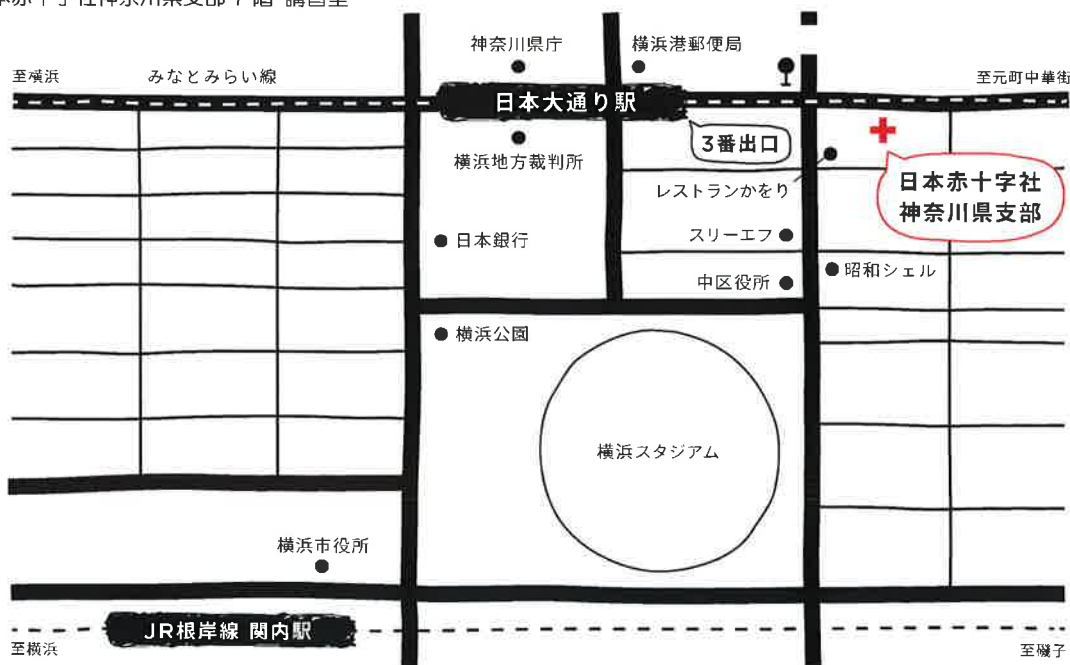 神奈川県庁
横浜港郵便局
至横浜
みなとみらい線
至元町中華街
日本大通り駅
3番出口
横浜地方裁判所
日本赤十字社
神奈川県支部
レストランかをり
日本銀行
スリーエフ
中区役所
昭和シェル
横浜公園
横浜スタジアム
横浜市役所
JR根岸線 関内駅
至横浜
至磯子